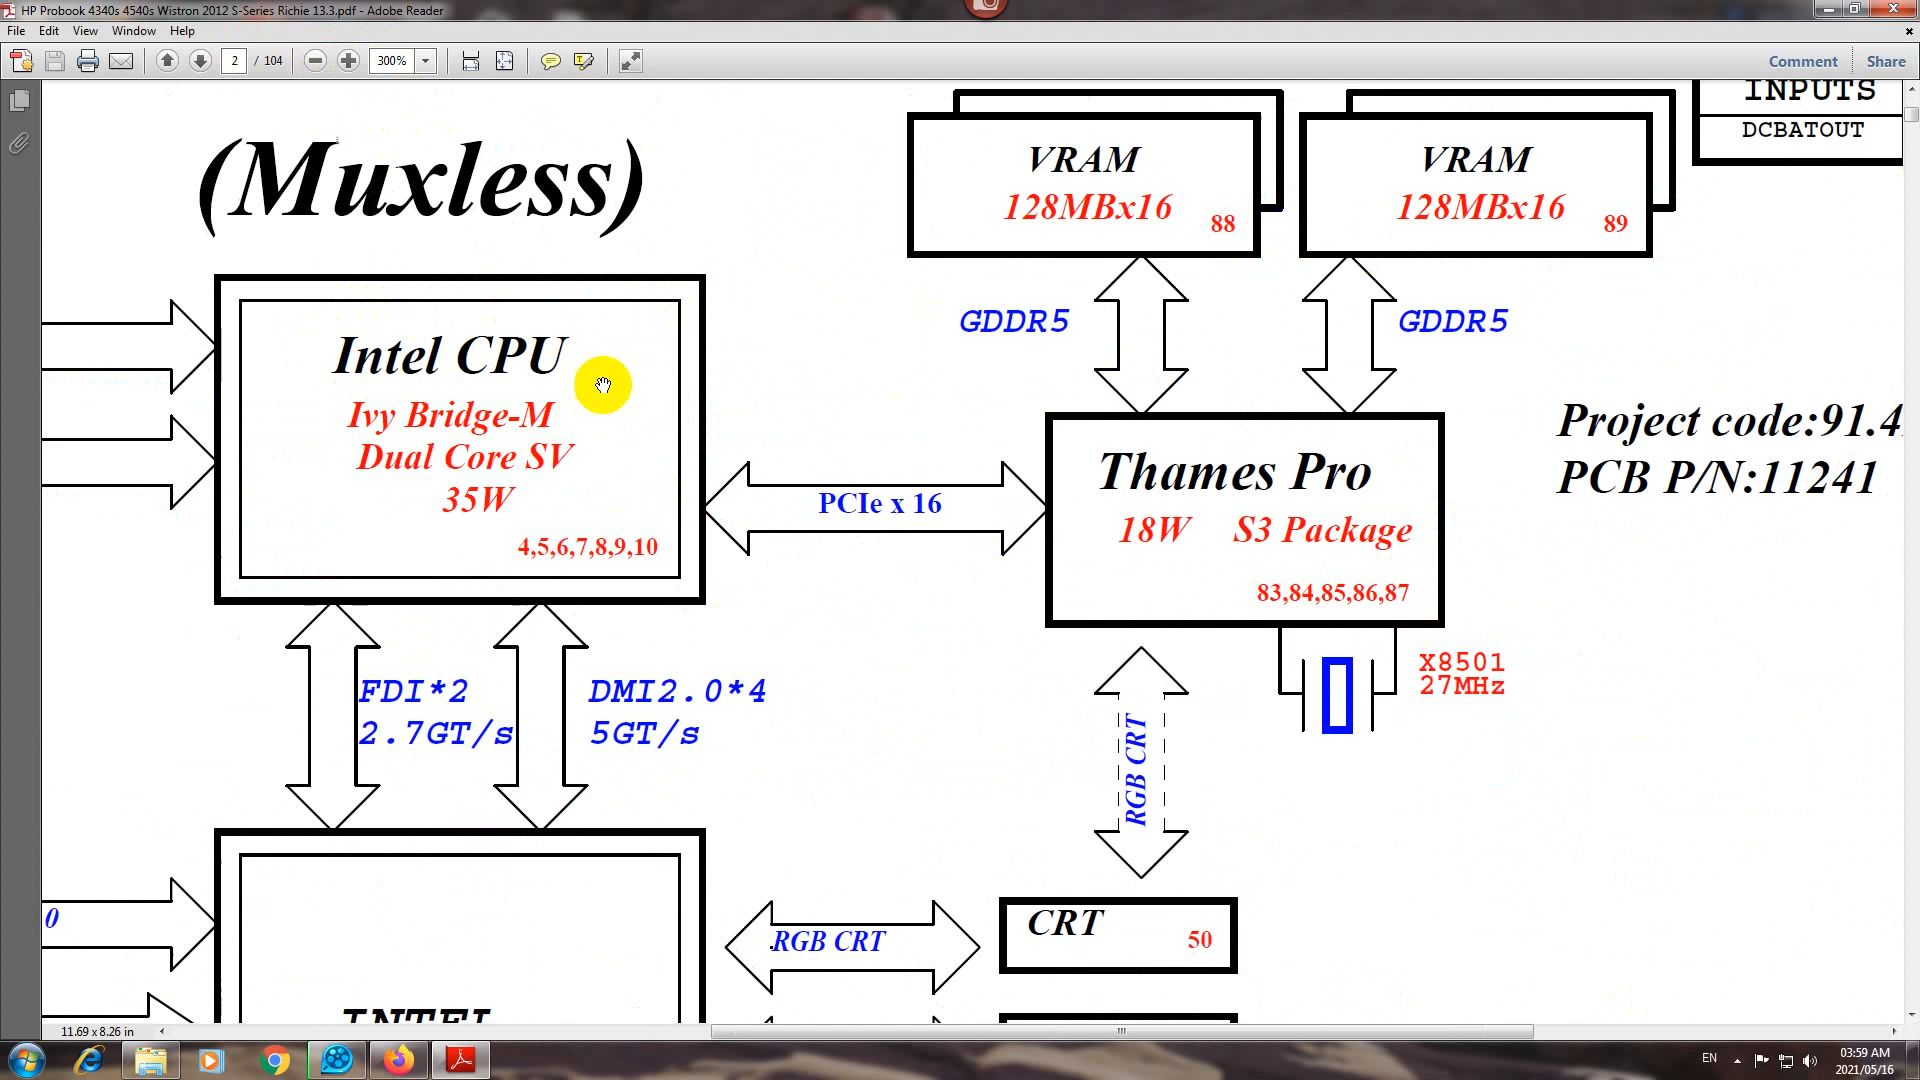 HP Probook 4340s 4540s Wistron 2012 S-Series Richie 13.3.pdf - Adobe Reader
File Edit View Window Help
2 / 104 300% Comment Share
(Muxless)
VRAM
128MBx16
88
VRAM
128MBx16
89
INPUTS
DCBATOUT
GDDR5
GDDR5
Intel CPU
Ivy Bridge-M
Dual Core SV
35W
4,5,6,7,8,9,10
PCIe x 16
Thames Pro
18W S3 Package
83,84,85,86,87
Project code:91.4
PCB P/N:11241
X8501
27MHz
FDI*2
2.7GT/s
DMI2.0*4
5GT/s
RGB CRT
0
RGB CRT
CRT
50
INTEL
11.69 x 8.26 in
EN
03:59 AM
2021/05/16